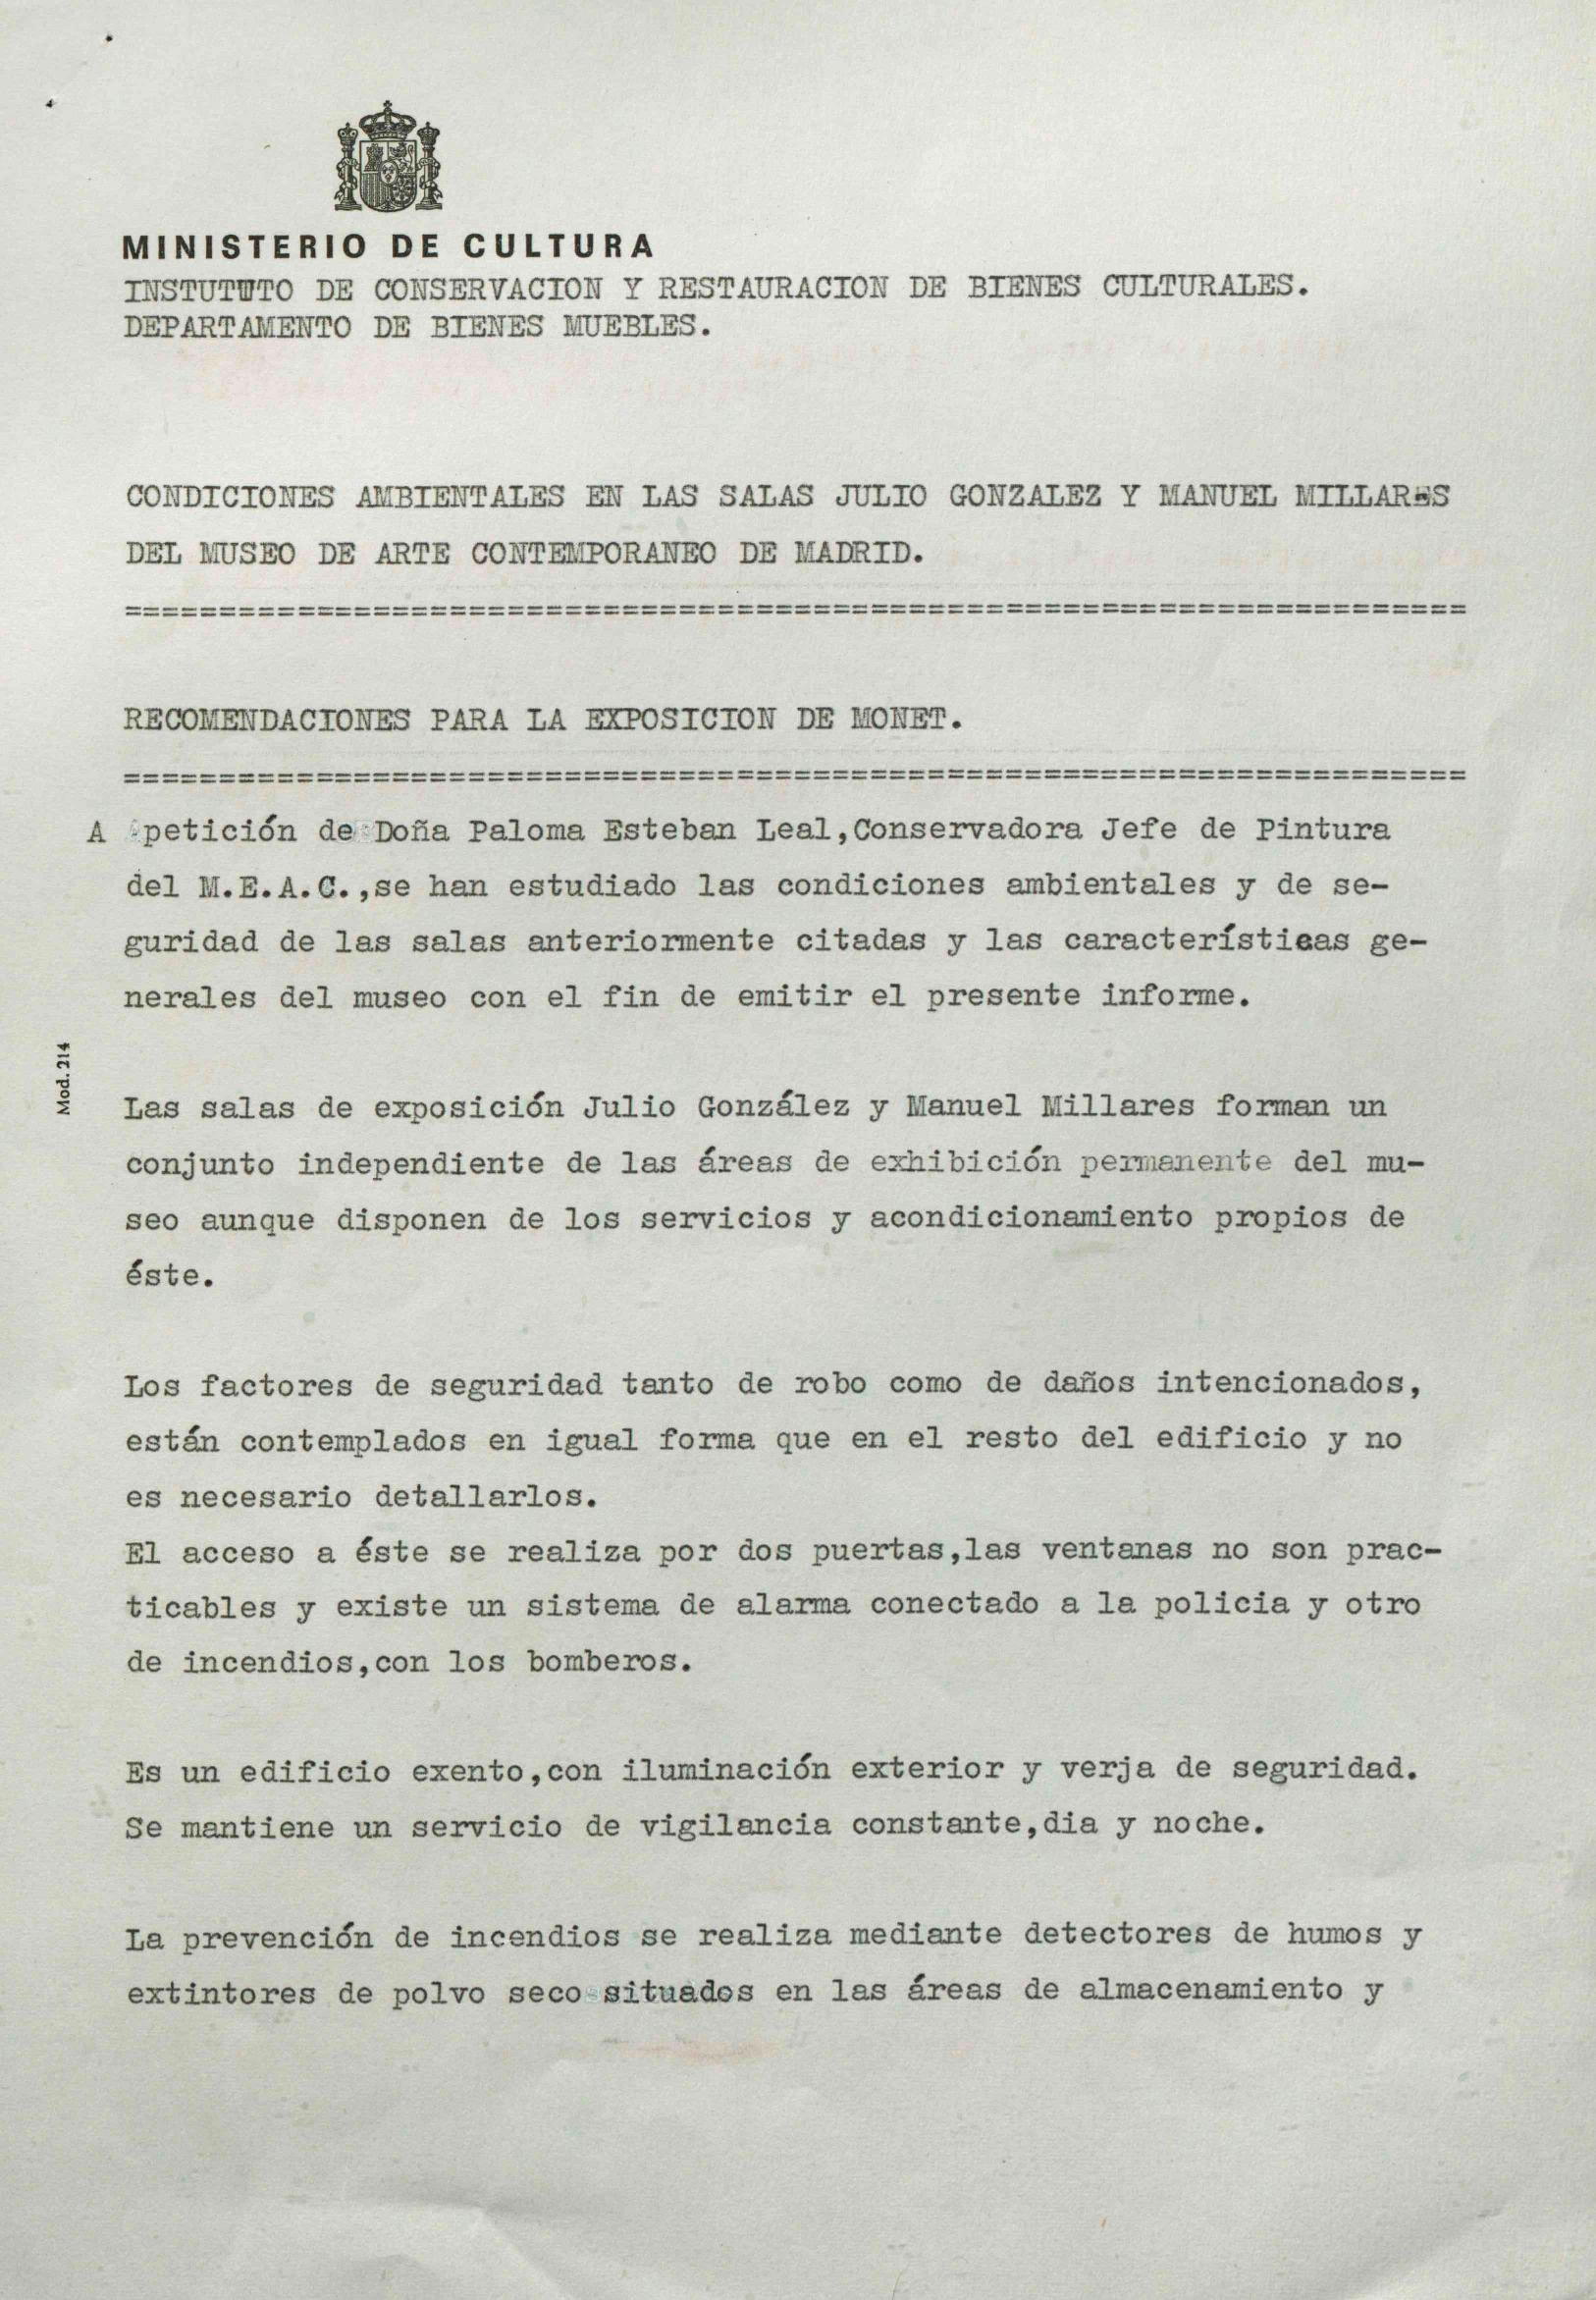 MINISTERIO DE CULTURA
INSTUTUTO DE CONSERVACION Y RESTAURACION DE BIENES CULTURALES.
DEPARTAMENTO DE BIENES MUEBLES.
CONDICIONES AMBIENTALES EN LAS SALAS JULIO GONZALEZ Y MANUEL MILLARES
DEL MUSEO DE ARTE CONTEMPORANEO DE MADRID.
======================================================================
RECOMENDACIONES PARA LA EXPOSICION DE MONET.
======================================================================
A petición de Doña Paloma Esteban Leal,Conservadora Jefe de Pintura
del M.E.A.C.,se han estudiado las condiciones ambientales y de se-
guridad de las salas anteriormente citadas y las características ge-
nerales del museo con el fin de emitir el presente informe.
Mod. 214
Las salas de exposición Julio González y Manuel Millares forman un
conjunto independiente de las áreas de exhibición permanente del mu-
seo aunque disponen de los servicios y acondicionamiento propios de
éste.
Los factores de seguridad tanto de robo como de daños intencionados,
están contemplados en igual forma que en el resto del edificio y no
es necesario detallarlos.
El acceso a éste se realiza por dos puertas,las ventanas no son prac-
ticables y existe un sistema de alarma conectado a la policia y otro
de incendios,con los bomberos.
Es un edificio exento,con iluminación exterior y verja de seguridad.
Se mantiene un servicio de vigilancia constante,dia y noche.
La prevención de incendios se realiza mediante detectores de humos y
extintores de polvo seco situados en las áreas de almacenamiento y